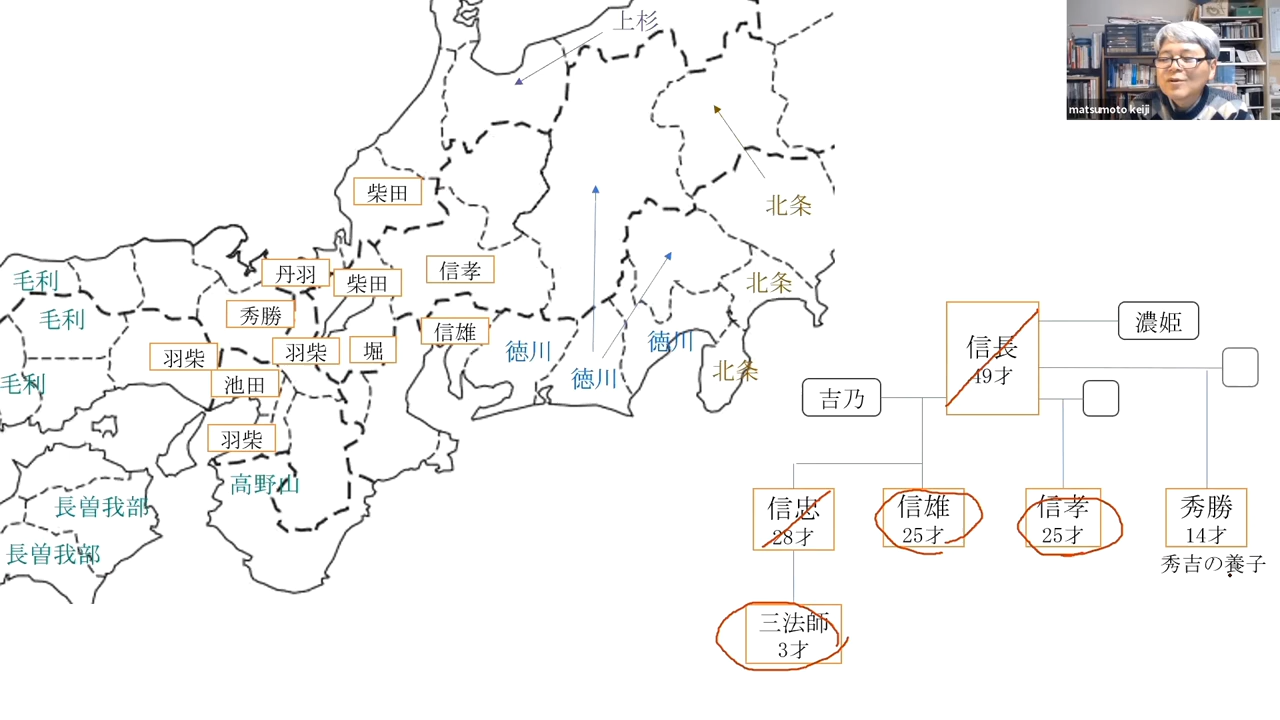 上杉
matsumoto keiji
柴田
北条
毛利
丹羽
柴田
信孝
北条
毛利
秀勝
信雄
徳川
徳川
羽柴
羽柴
堀
徳川
北条
毛利
池田
羽柴
高野山
長曽我部
長曽我部
信長
49才
濃姫
吉乃
信忠
28才
信雄
25才
信孝
25才
秀勝
14才
秀吉の養子
三法師
3才